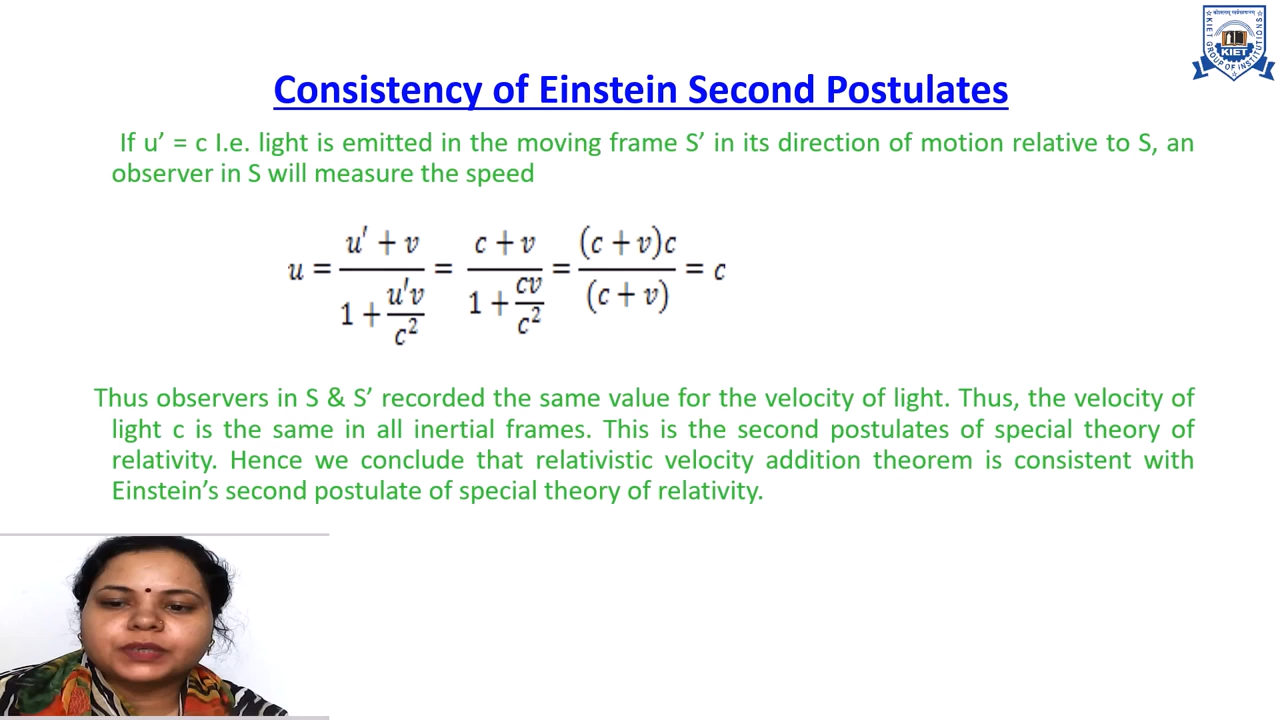 KIET GROUP OF INSTITUTIONS
KIET
Consistency of Einstein Second Postulates
If u’ = c I.e. light is emitted in the moving frame S’ in its direction of motion relative to S, an
observer in S will measure the speed
u = (u' + v)/(1 + u'v/c²) = (c + v)/(1 + cv/c²) = (c + v)c/(c + v) = c
Thus observers in S & S’ recorded the same value for the velocity of light. Thus, the velocity of
light c is the same in all inertial frames. This is the second postulates of special theory of
relativity. Hence we conclude that relativistic velocity addition theorem is consistent with
Einstein’s second postulate of special theory of relativity.